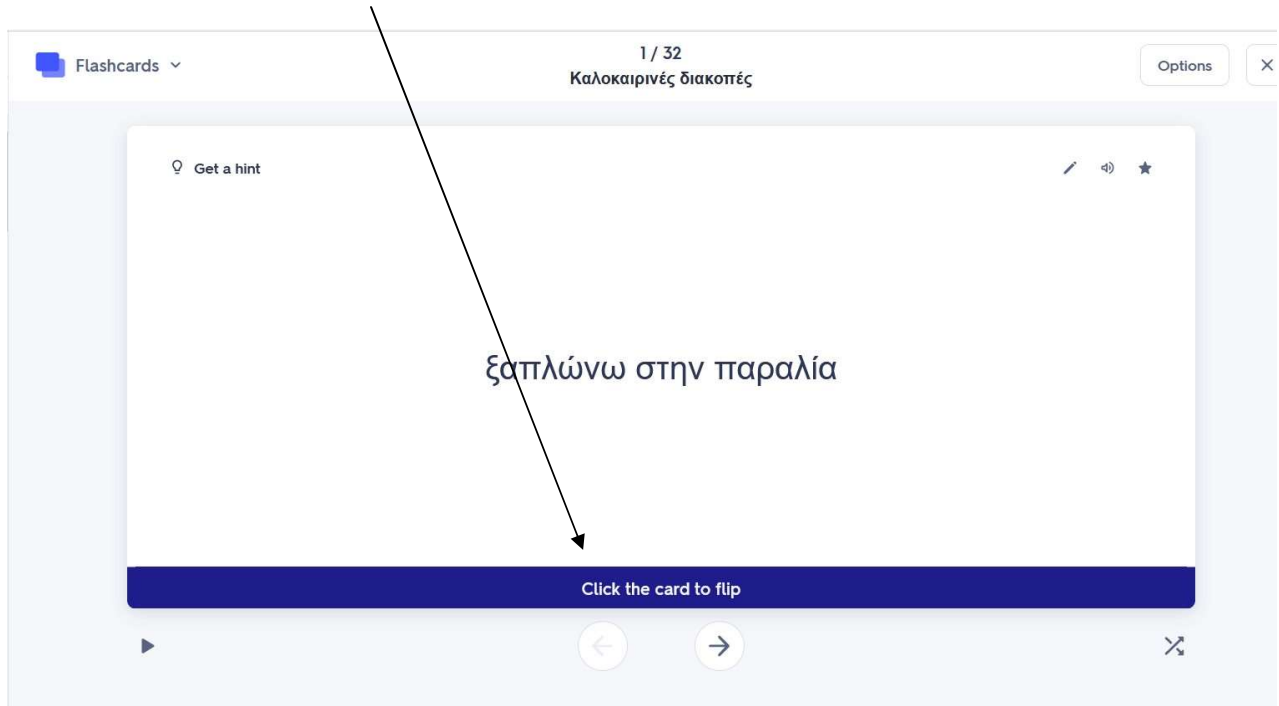 Flashcards
1 / 32
Καλοκαιρινές διακοπές
Options
Get a hint
ξαπλώνω στην παραλία
Click the card to flip